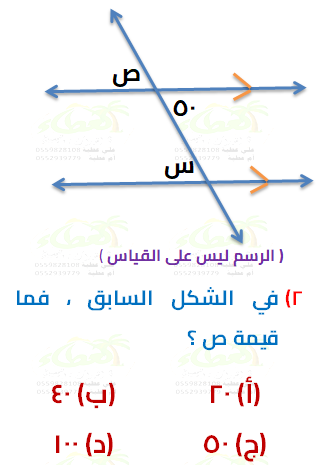 ص
٥٠
س
( الرسم ليس على القياس )
٢) في الشكل السابق ، فما
قيمة ص ؟
(أ) ٢٠ (ب) ٤٠
(ج) ٥٠ (د) ١٠٠